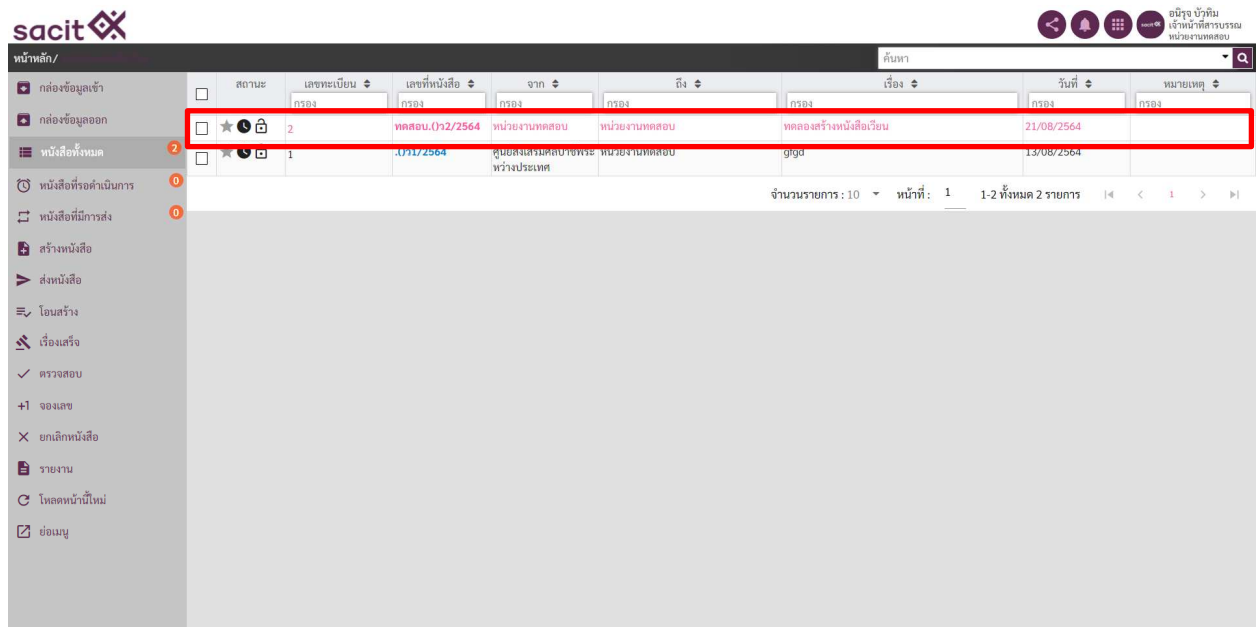 sacit
อนิรุจ บัวทิม
เจ้าหน้าที่สารบรรณ
หน่วยงานทดสอบ
หน้าหลัก/
ค้นหา
กล่องข้อมูลเข้า
กล่องข้อมูลออก
หนังสือทั้งหมด 2
หนังสือที่รอดำเนินการ 0
หนังสือที่มีการส่ง 0
สร้างหนังสือ
ส่งหนังสือ
โอนสร้าง
เรื่องเสร็จ
ตรวจสอบ
+1 จองเลข
ยกเลิกหนังสือ
รายงาน
โหลดหน้านี้ใหม่
ย่อเมนู
สถานะ เลขทะเบียน เลขที่หนังสือ จาก ถึง เรื่อง วันที่ หมายเหตุ
กรอง กรอง กรอง กรอง กรอง กรอง กรอง
2 ทดสอบ.()ว2/2564 หน่วยงานทดสอบ หน่วยงานทดสอบ ทดลองสร้างหนังสือเวียน 21/08/2564
1 .()ว1/2564 หน่วยงานทดสอบ gfgd 13/08/2564
หว่างประเทศ
จำนวนรายการ : 10 หน้าที่ : 1 1-2 ทั้งหมด 2 รายการ 1